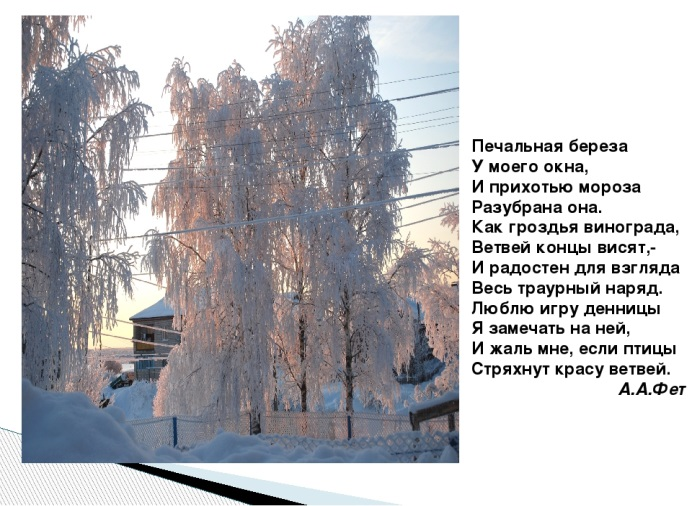 Печальная береза
У моего окна,
И прихотью мороза
Разубрана она.
Как гроздья винограда,
Ветвей концы висят,-
И радостен для взгляда
Весь траурный наряд.
Люблю игру денницы
Я замечать на ней,
И жаль мне, если птицы
Стряхнут красу ветвей.
А.А.Фет